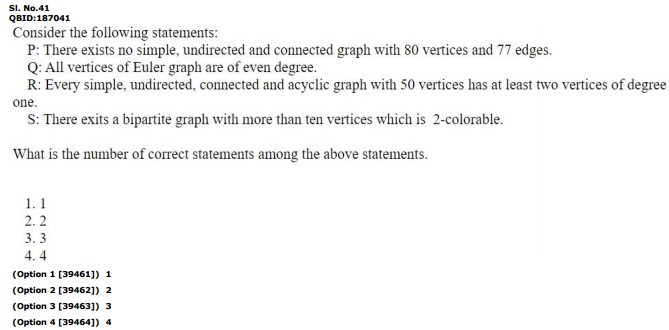 Sl. No.41
QBID:187041
Consider the following statements:
P: There exists no simple, undirected and connected graph with 80 vertices and 77 edges.
Q: All vertices of Euler graph are of even degree.
R: Every simple, undirected, connected and acyclic graph with 50 vertices has at least two vertices of degree
one.
S: There exits a bipartite graph with more than ten vertices which is 2-colorable.
What is the number of correct statements among the above statements.
1. 1
2. 2
3. 3
4. 4
(Option 1 [39461]) 1
(Option 2 [39462]) 2
(Option 3 [39463]) 3
(Option 4 [39464]) 4